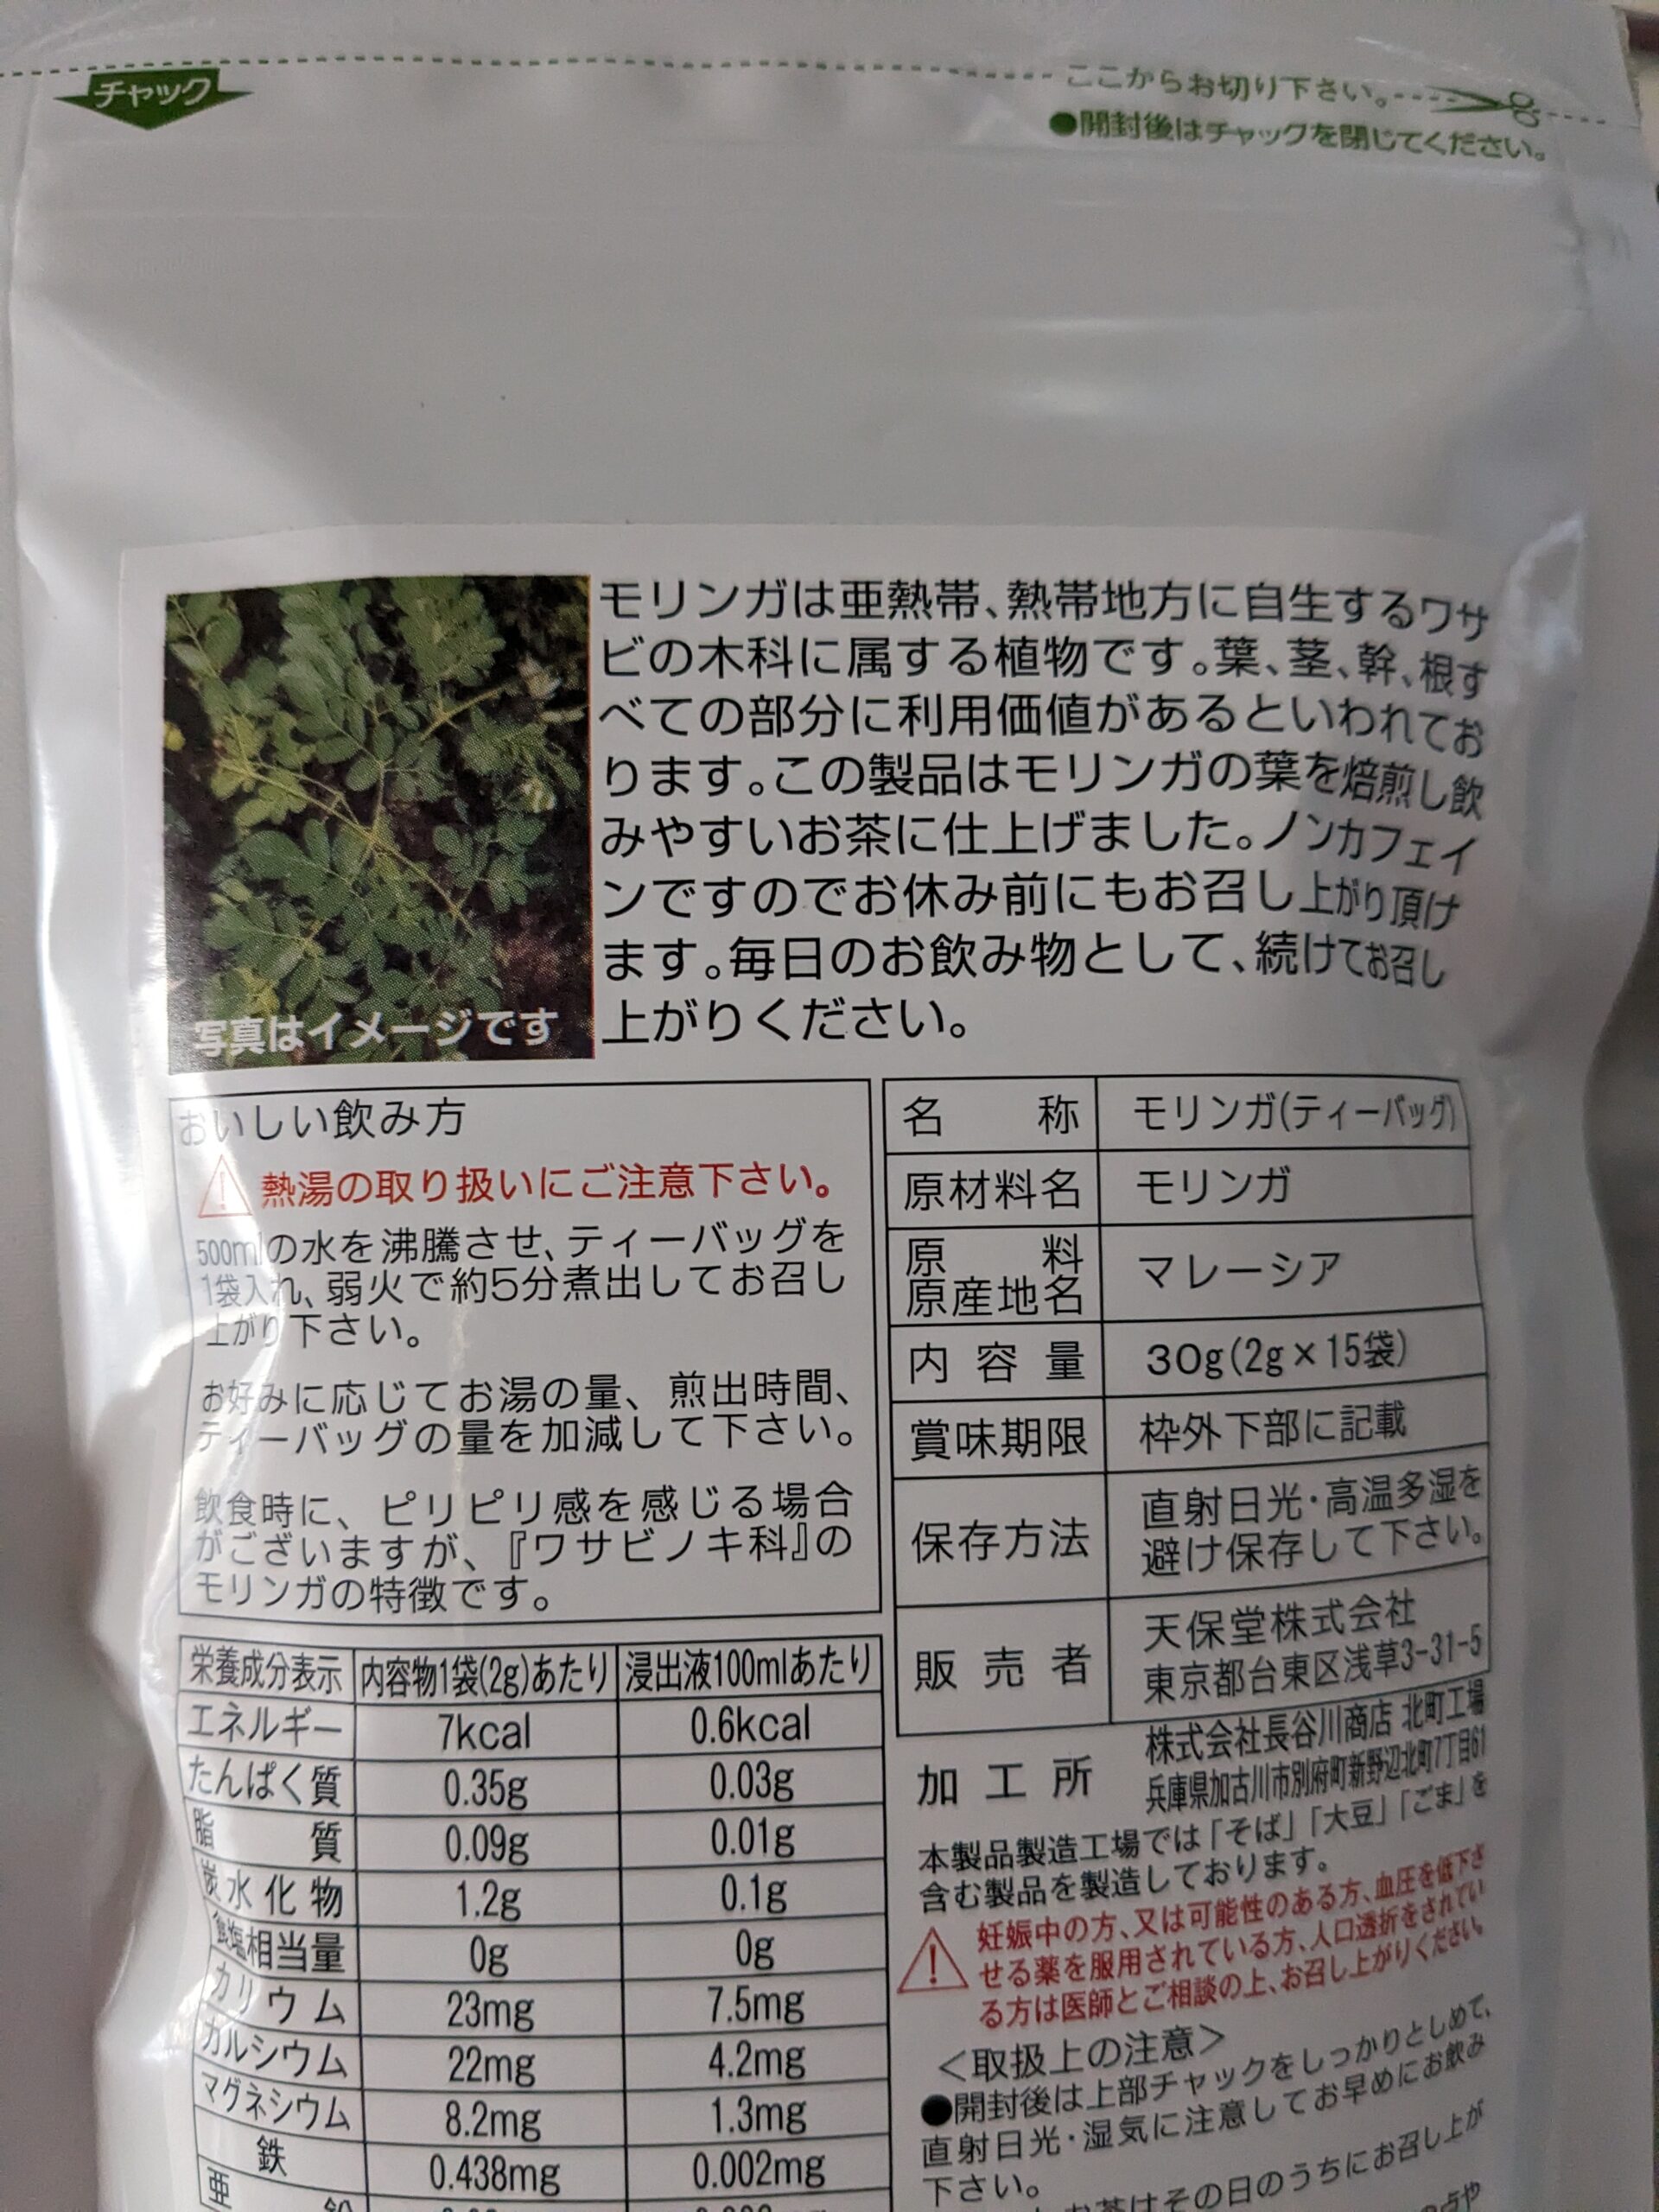 チャック
ここからお切り下さい。
●開封後はチャックを閉じてください。
モリンガは亜熱帯、熱帯地方に自生するワサ
ビの木科に属する植物です。葉、茎、幹、根す
べての部分に利用価値があるといわれてお
ります。この製品はモリンガの葉を焙煎し飲
みやすいお茶に仕上げました。ノンカフェイ
ンですのでお休み前にもお召し上がり頂け
ます。毎日のお飲み物として、続けてお召し
上がりください。
写真はイメージです
おいしい飲み方
熱湯の取り扱いにご注意下さい。
500mlの水を沸騰させ、ティーバッグを
1袋入れ、弱火で約5分煮出してお召し
上がり下さい。
お好みに応じてお湯の量、煎出時間、
ティーバッグの量を加減して下さい。
飲食時に、ピリピリ感を感じる場合
がございますが、『ワサビノキ科』の
モリンガの特徴です。
名称 モリンガ(ティーバッグ)
原材料名 モリンガ
原料原産地名 マレーシア
内容量 30g(2g×15袋)
賞味期限 枠外下部に記載
保存方法 直射日光・高温多湿を
避け保存して下さい。
販売者 天保堂株式会社
東京都台東区浅草3-31-5
加工所 株式会社長谷川商店 北町工場
兵庫県加古川市別府町新野辺北町7丁目61
本製品製造工場では「そば」「大豆」「ごま」を
含む製品を製造しております。
妊娠中の方、又は可能性のある方、血圧を低下さ
せる薬を服用されている方、人口透折をされてい
る方は医師とご相談の上、お召し上がりください。
＜取扱上の注意＞
●開封後は上部チャックをしっかりとしめて、
直射日光・湿気に注意してお早めにお飲み
下さい。
お茶はその日のうちにお召し上が
栄養成分表示 内容物1袋(2g)あたり 浸出液100mlあたり
エネルギー 7kcal 0.6kcal
たんぱく質 0.35g 0.03g
脂質 0.09g 0.01g
炭水化物 1.2g 0.1g
食塩相当量 0g 0g
カリウム 23mg 7.5mg
カルシウム 22mg 4.2mg
マグネシウム 8.2mg 1.3mg
鉄 0.438mg 0.002mg
亜鉛